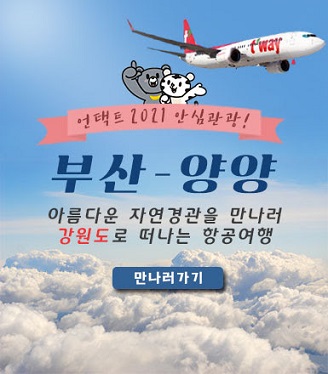 t'way
언택트 2021 안심관광!
부산-양양
아름다운 자연경관을 만나러
강원도로 떠나는 항공여행
만나러가기